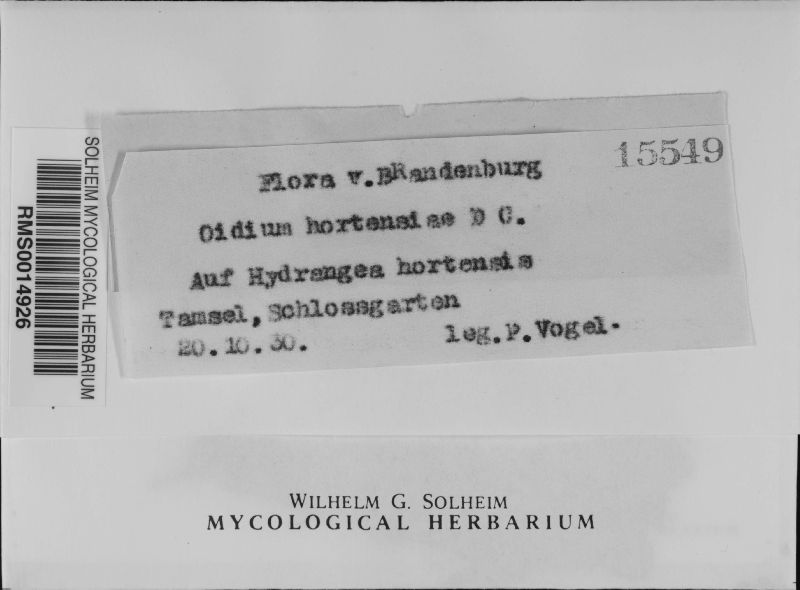 15549
Flora v.BRandenburg
Oidium hortensiae D C.
Auf Hydrangea hortensis
Tamsel, Schlossgarten
20.10.30. leg.P.Vogel.
SOLHEIM MYCOLOGICAL HERBARIUM
RMS0014926
WILHELM G. SOLHEIM
MYCOLOGICAL HERBARIUM